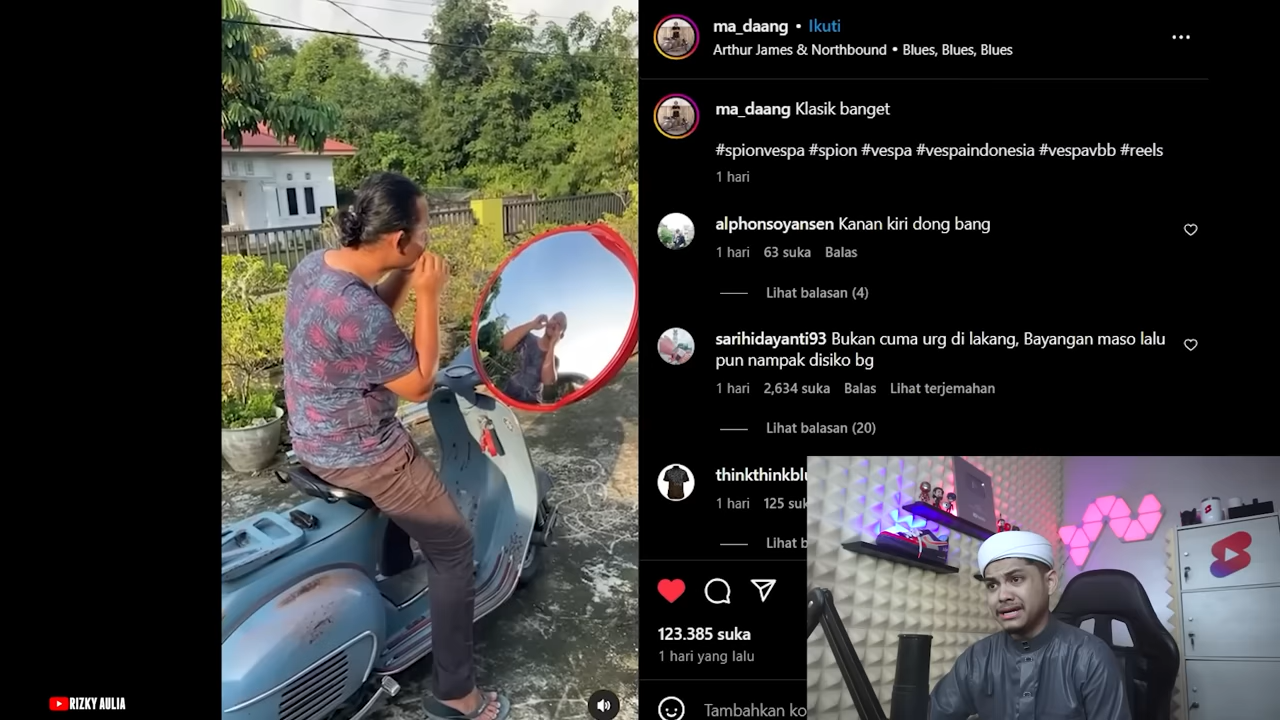 ma_daang • Ikuti
Arthur James & Northbound • Blues, Blues, Blues
ma_daang Klasik banget
#spionvespa #spion #vespa #vespaindonesia #vespavbb #reels
1 hari
alphonsoyansen Kanan kiri dong bang
1 hari 63 suka Balas
Lihat balasan (4)
sarihidayanti93 Bukan cuma urg di lakang, Bayangan maso lalu
pun nampak disiko bg
1 hari 2,634 suka Balas Lihat terjemahan
Lihat balasan (20)
1 hari 125
Lihat
123.385 suka
1 hari yang lalu
Tambahkan
RIZKY AULIA